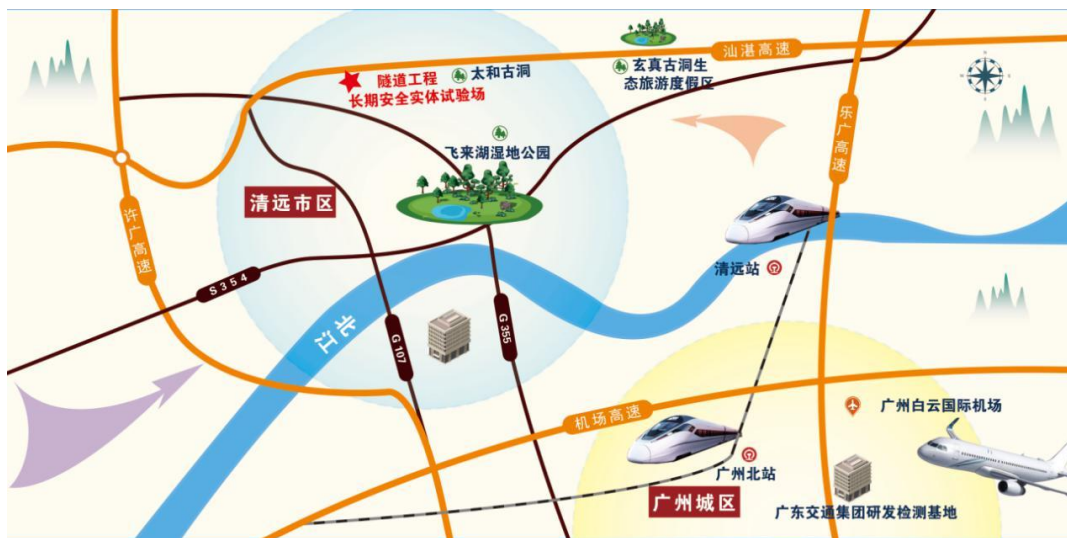 汕湛高速
玄真古洞生
态旅游度假区
隧道工程
长期安全实体试验场
太和古洞
乐广高速
飞来湖湿地公园
清远市区
许广高速
清远站
S354
北江
G107
G355
机场高速
广州白云国际机场
广州北站
广州城区
广东交通集团研发检测基地